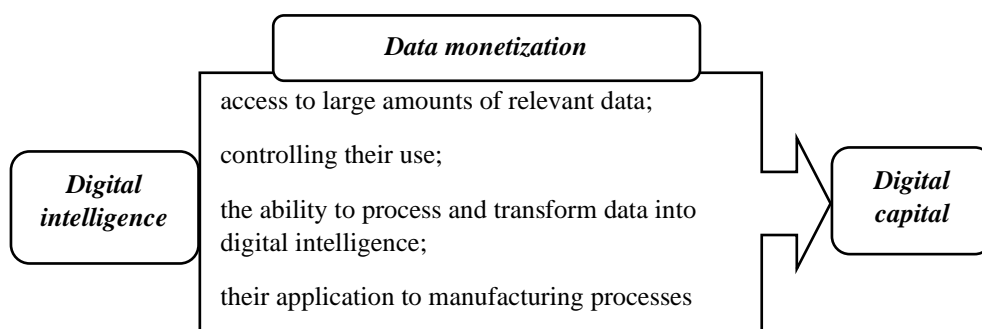 Data monetization
access to large amounts of relevant data;
controlling their use;
Digital
intelligence
the ability to process and transform data into
digital intelligence;
their application to manufacturing processes
Digital
capital